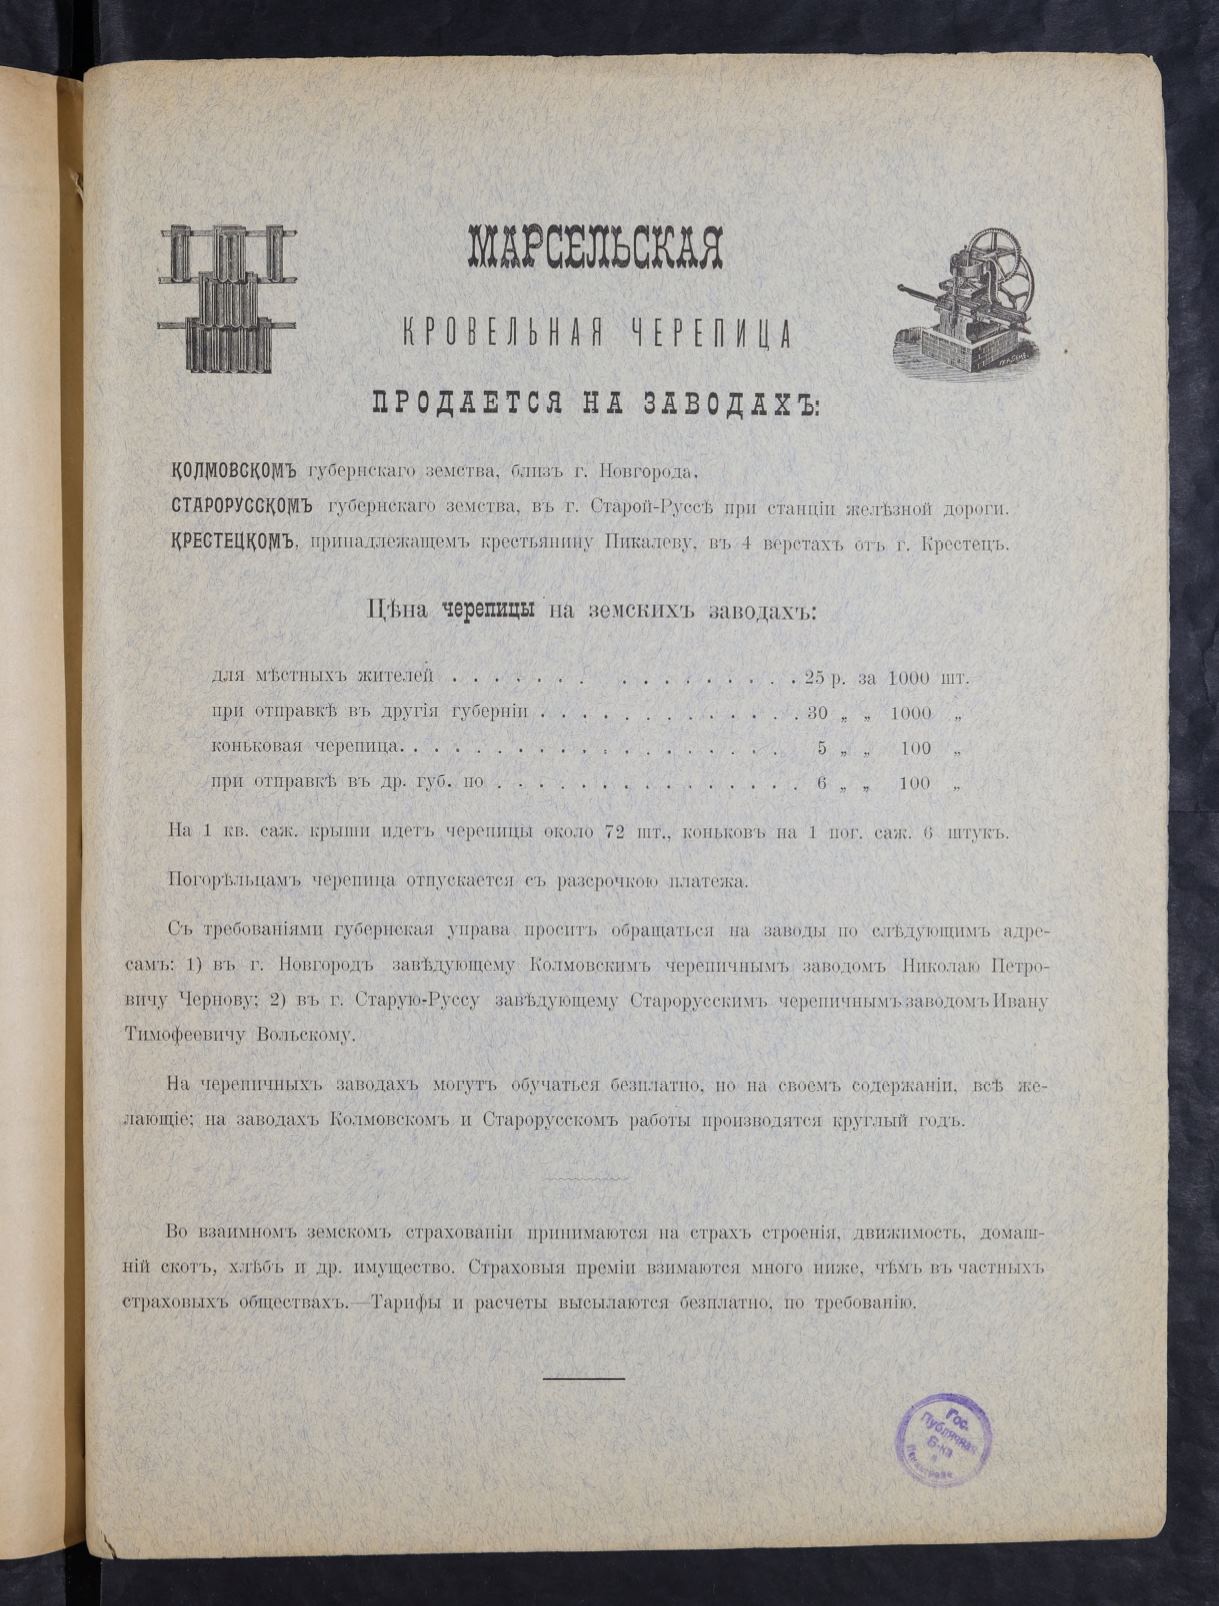 МАРСЕЛЬСКАЯ
КРОВЕЛЬНАЯ ЧЕРЕПИЦА
ПРОДАЕТСЯ НА ЗАВОДАХЪ:
КОЛМОВСКОМЪ губернскаго земства, близъ г. Новгорода.
СТАРОРУССКОМЪ губернскаго земства, въ г. Старой-Руссѣ при станціи желѣзной дороги.
КРЕСТЕЦКОМЪ, принадлежащемъ крестьянину Пикалеву, въ 4 верстахъ отъ г. Крестецъ.
Цѣна черепицы на земскихъ заводахъ:
для мѣстныхъ жителей . . . . . . . . . . . . . . . . 25 р. за 1000 шт.
при отправкѣ въ другія губерніи . . . . . . . . . . . . . 30 „ „ 1000 „
коньковая черепица. . . . . . . . . . . . . . . . . . 5 „ „ 100 „
при отправкѣ въ др. губ. по . . . . . . . . . . . . . . . 6 „ „ 100 „
На 1 кв. саж. крыши идетъ черепицы около 72 шт., коньковъ на 1 пог. саж. 6 штукъ.
Погорѣльцамъ черепица отпускается съ разсрочкою платежа.
Съ требованіями губернская управа проситъ обращаться на заводы по слѣдующимъ адре-
самъ: 1) въ г. Новгородъ завѣдующему Колмовскимъ черепичнымъ заводомъ Николаю Петро-
вичу Чернову; 2) въ г. Старую-Руссу завѣдующему Старорусскимъ черепичнымъ заводомъ Ивану
Тимофеевичу Вольскому.
На черепичныхъ заводахъ могутъ обучаться безплатно, но на своемъ содержаніи, всѣ же-
лающіе; на заводахъ Колмовскомъ и Старорусскомъ работы производятся круглый годъ.
Во взаимномъ земскомъ страхованіи принимаются на страхъ строенія, движимость, домаш-
ній скотъ, хлѣбъ и др. имущество. Страховыя преміи взимаются много ниже, чѣмъ въ частныхъ
страховыхъ обществахъ.—Тарифы и расчеты высылаются безплатно, по требованію.
Гос.
Публичная
Б-ка